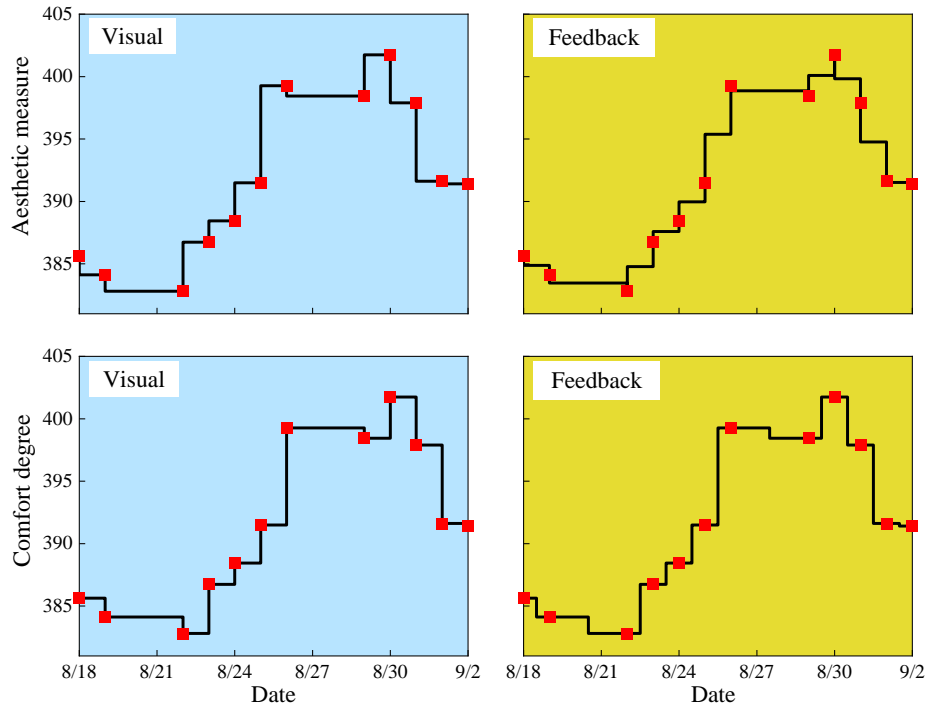 405
400
395
390
385
Aesthetic measure
Visual
Feedback
405
400
395
390
385
Comfort degree
Visual
Feedback
8/18 8/21 8/24 8/27 8/30 9/2
Date
8/18 8/21 8/24 8/27 8/30 9/2
Date